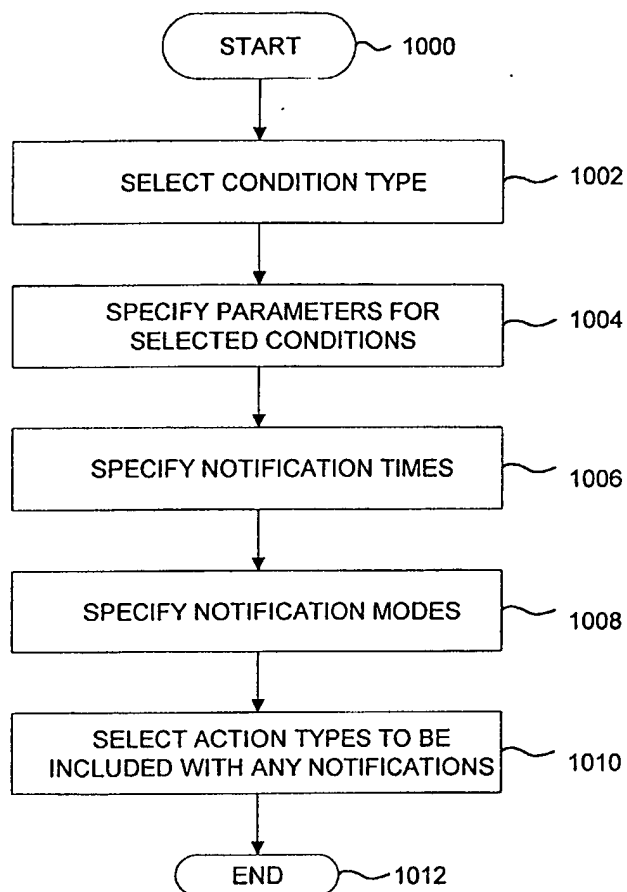 START
1000
SELECT CONDITION TYPE
1002
SPECIFY PARAMETERS FOR
SELECTED CONDITIONS
1004
SPECIFY NOTIFICATION TIMES
1006
SPECIFY NOTIFICATION MODES
1008
SELECT ACTION TYPES TO BE
INCLUDED WITH ANY NOTIFICATIONS
1010
END
1012